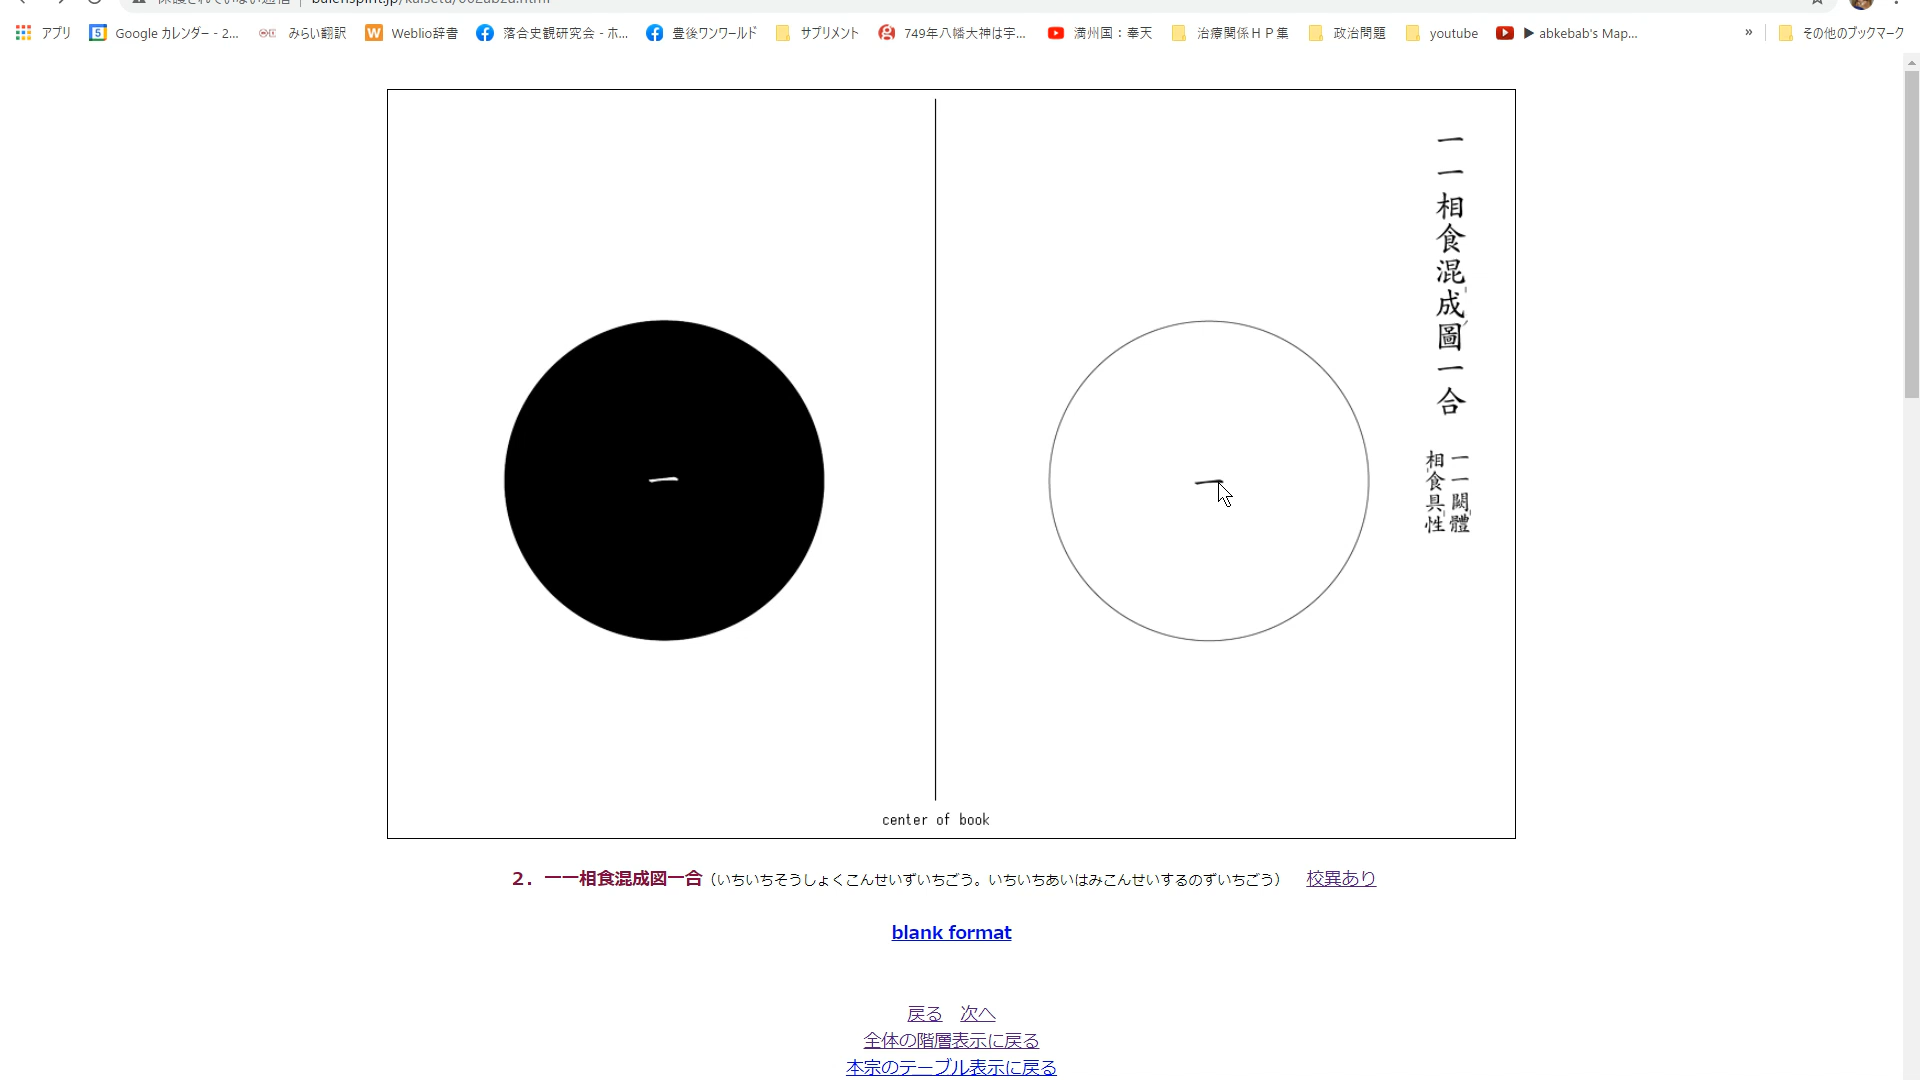 アプリ
Google カレンダー - 2...
みらい翻訳
Weblio辞書
落合史観研究会 - ホ...
豊後ワンワールド
サプリメント
749年八幡大神は宇...
満州国：奉天
治療関係ＨＰ集
政治問題
youtube
▶ abkebab's Map...
»
その他のブックマーク
一一相食混成圖一合
一一闕體
相食具性
一
一
center of book
２．一一相食混成図一合（いちいちそうしょくこんせいずいちごう。いちいちあいはみこんせいするのずいちごう） 校異あり
blank format
戻る 次へ
全体の階層表示に戻る
本宗のテーブル表示に戻る